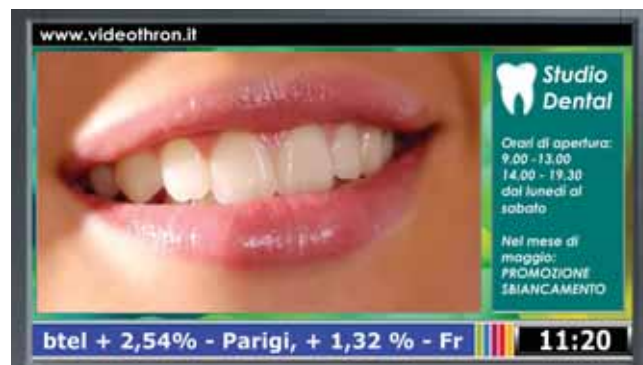 www.videothron.it
Studio
Dental
Orari di apertura:
9.00 -13.00
14.00 - 19.30
dal lunedì al
sabato
Nel mese di
maggio:
PROMOZIONE
SBIANCAMENTO
btel + 2,54% - Parigi, + 1,32 % - Fr
11:20